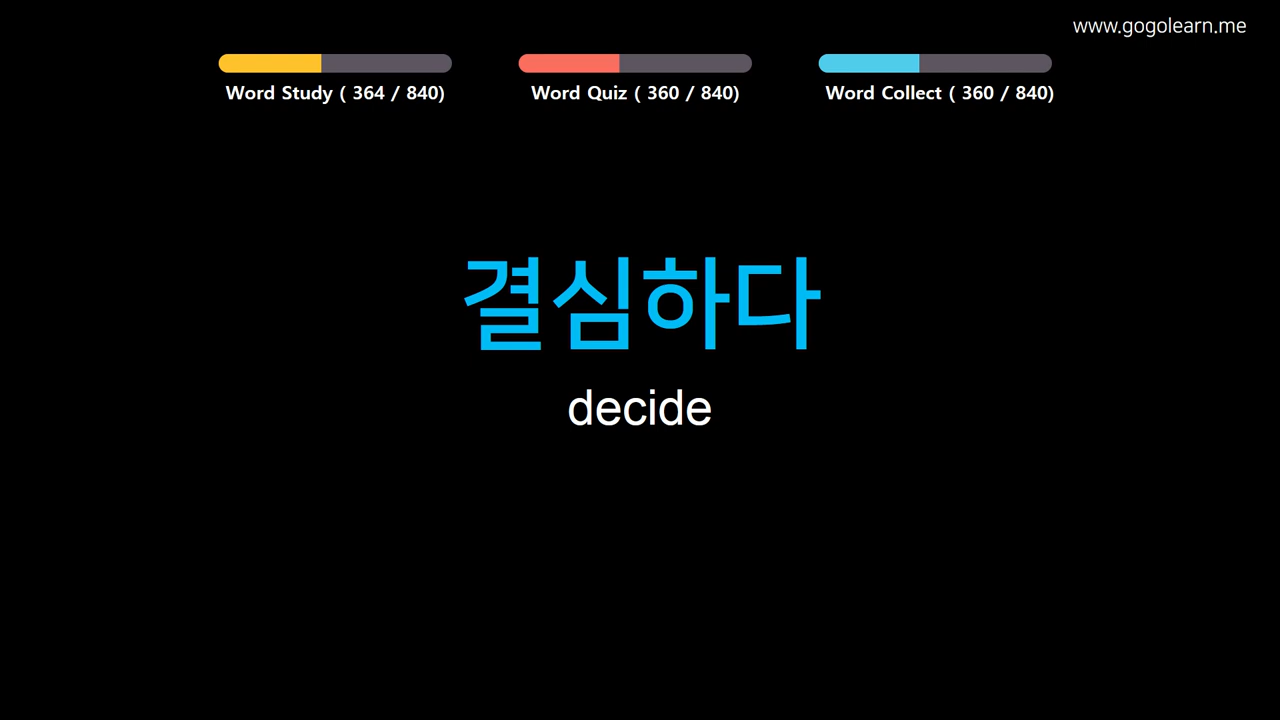 www.gogolearn.me
Word Study ( 364 / 840)
Word Quiz ( 360 / 840)
Word Collect ( 360 / 840)
결심하다
decide